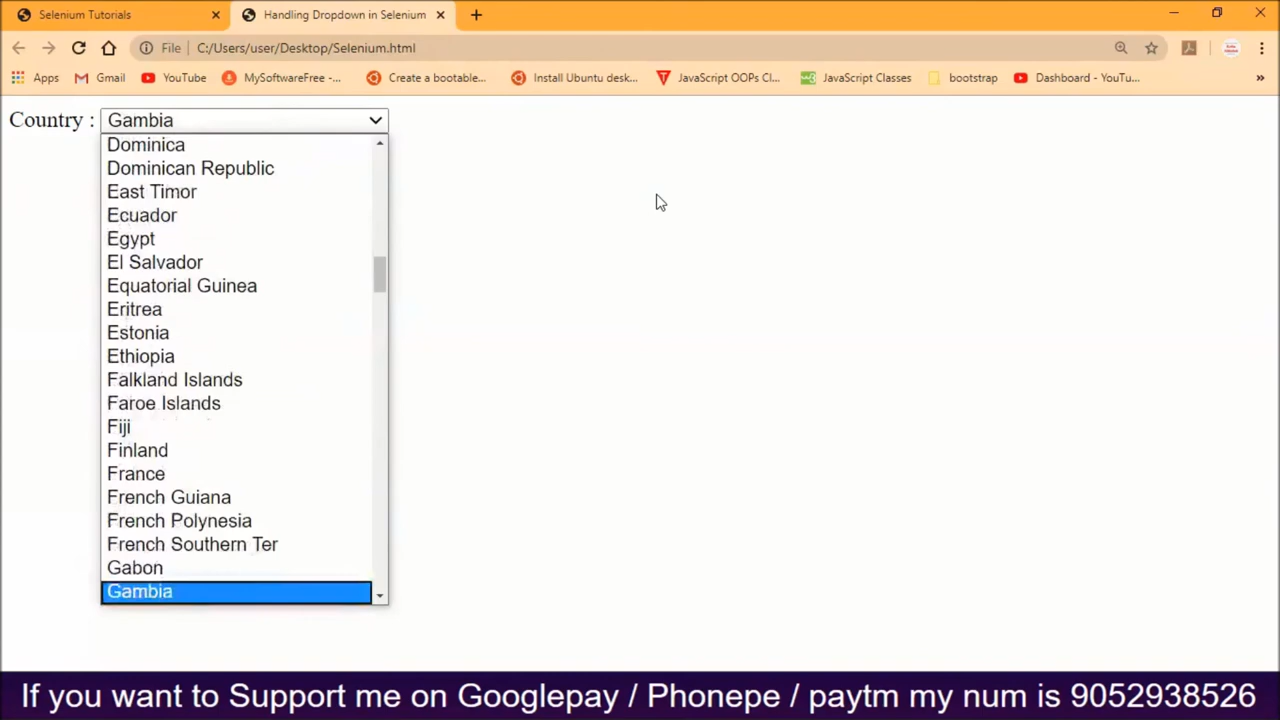 Selenium Tutorials
Handling Dropdown in Selenium
File C:/Users/user/Desktop/Selenium.html
Apps Gmail YouTube MySoftwareFree -... Create a bootable... Install Ubuntu desk... JavaScript OOPs Cl... JavaScript Classes bootstrap Dashboard - YouTu... »
Country : Gambia
Dominica
Dominican Republic
East Timor
Ecuador
Egypt
El Salvador
Equatorial Guinea
Eritrea
Estonia
Ethiopia
Falkland Islands
Faroe Islands
Fiji
Finland
France
French Guiana
French Polynesia
French Southern Ter
Gabon
Gambia
If you want to Support me on Googlepay / Phonepe / paytm my num is 9052938526